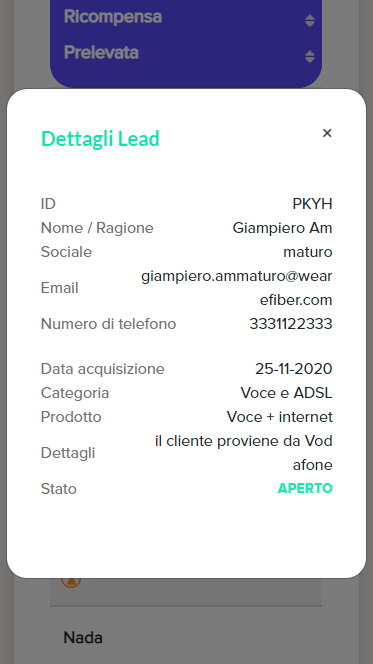 Ricompensa
Prelevata
Dettagli Lead ×
ID PKYH
Nome / Ragione Giampiero Am
Sociale maturo
giampiero.ammaturo@wear
Email
efiber.com
Numero di telefono 3331122333
Data acquisizione 25-11-2020
Categoria Voce e ADSL
Prodotto Voce + internet
il cliente proviene da Vod
Dettagli
afone
Stato APERTO
Nada